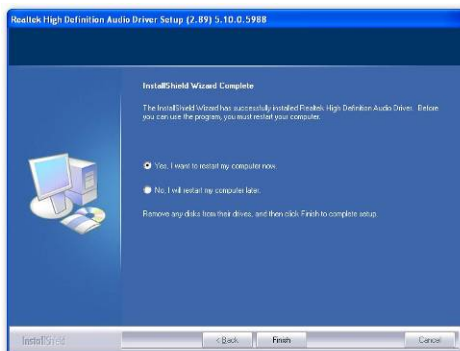 Realtek High Definition Audio Driver Setup (2.89) 5.10.0.5988
InstallShield Wizard Complete
The InstallShield Wizard has successfully installed Realtek High Definition Audio Driver. Before
you can use the program, you must restart your computer.
Yes, I want to restart my computer now.
No, I will restart my computer later.
Remove any disks from their drives, and then click Finish to complete setup.
InstallShield
< Back
Finish
Cancel